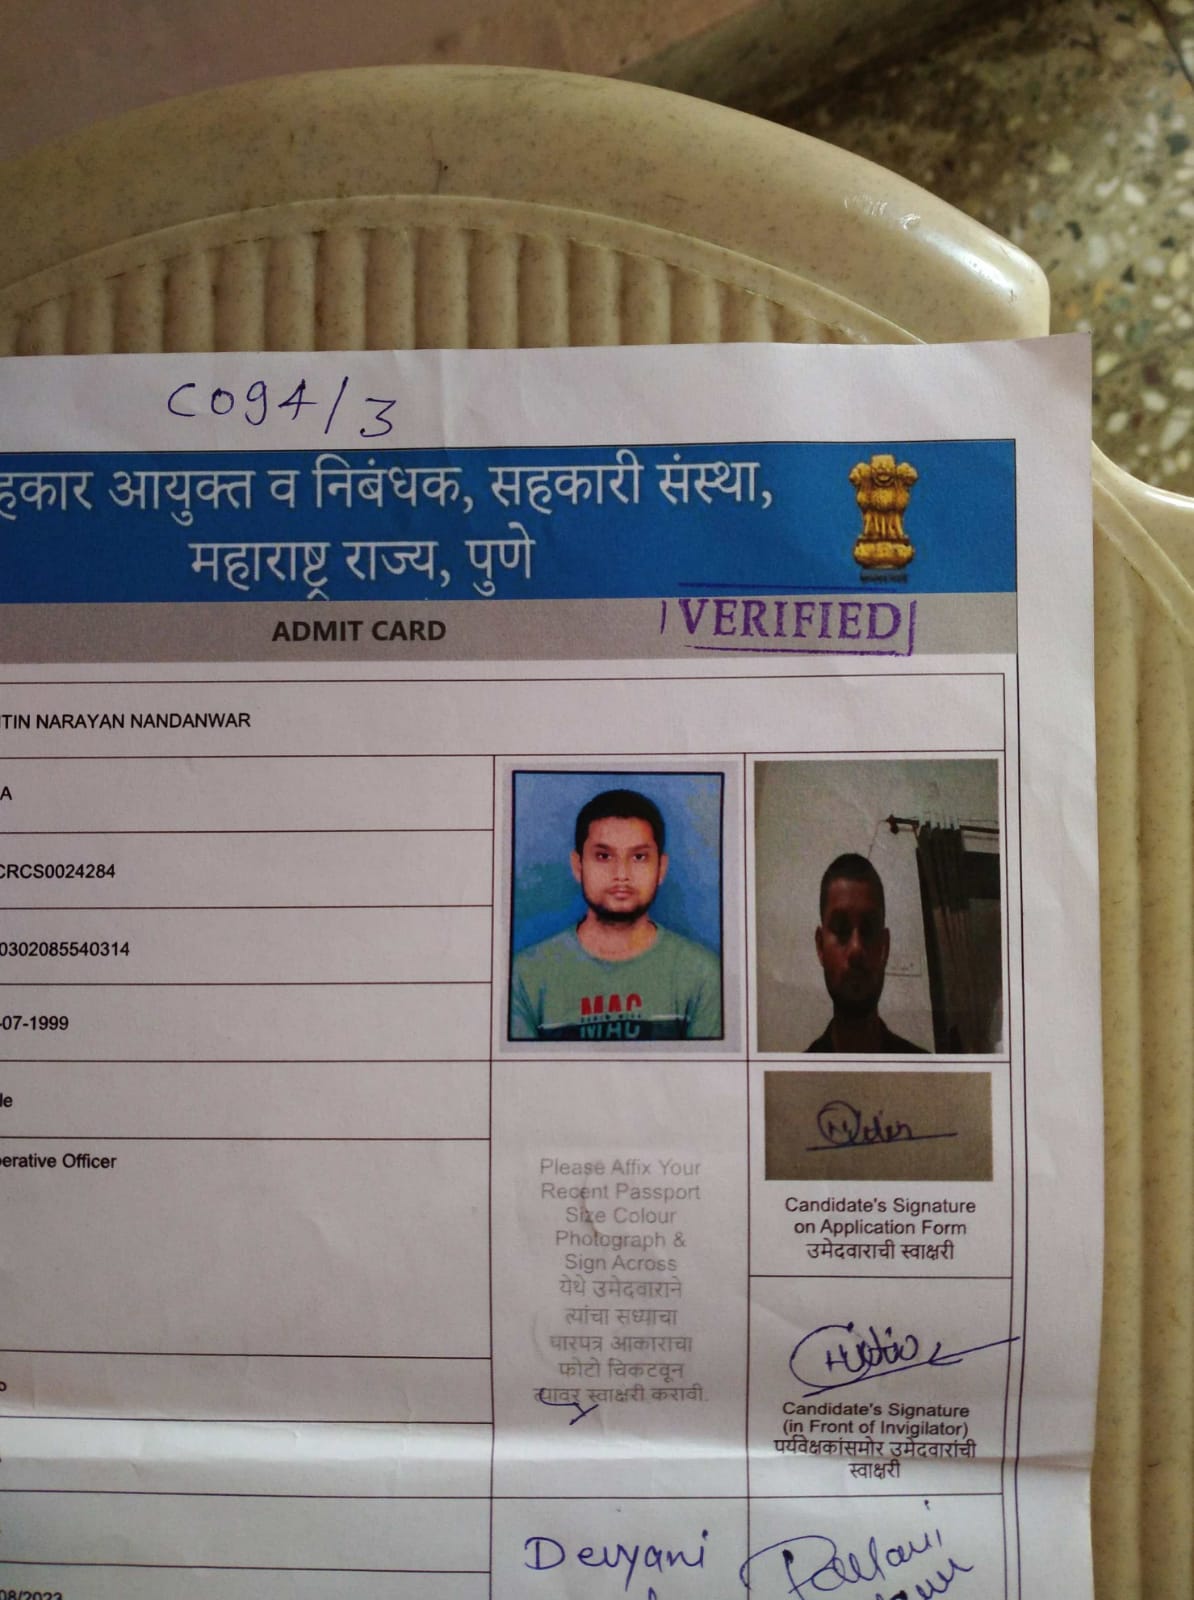 C094/3
हकार आयुक्त व निबंधक, सहकारी संस्था,
महाराष्ट्र राज्य, पुणे
ADMIT CARD
VERIFIED
ITIN NARAYAN NANDANWAR
A
CRCS0024284
0302085540314
-07-1999
MAC
MAC
le
erative Officer
Please Affix Your
Recent Passport
Size Colour
Photograph &
Sign Across
येथे उमेदवाराने
त्यांचा सध्याचा
पारपत्र आकाराचा
फोटो चिकटवून
त्यावर स्वाक्षरी करावी.
Candidate's Signature
on Application Form
उमेदवाराची स्वाक्षरी
Candidate's Signature
(in Front of Invigilator)
पर्यवेक्षकांसमोर उमेदवारांची
स्वाक्षरी
o
Devyani
08/2023